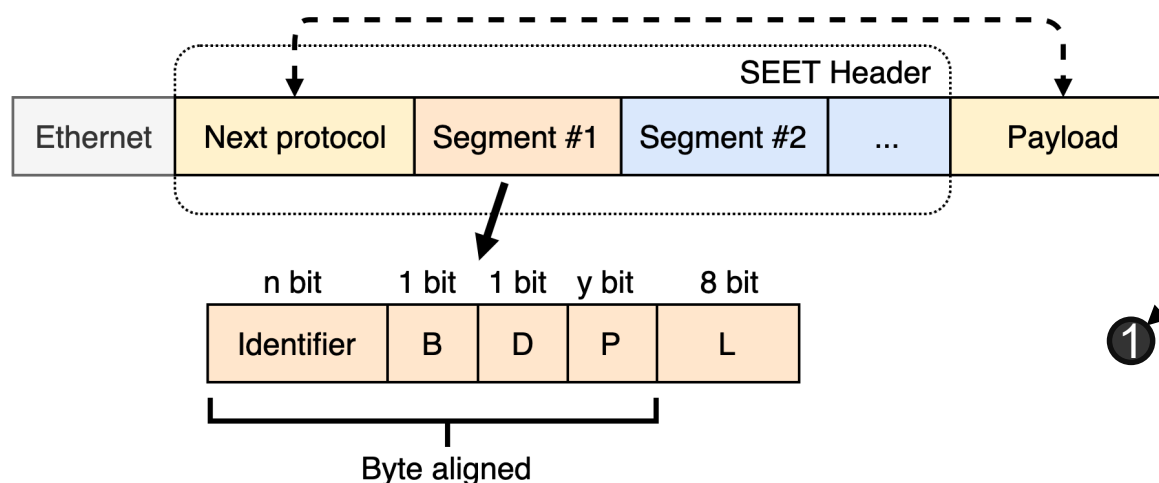 SEET Header
Ethernet Next protocol Segment #1 Segment #2 ... Payload
n bit 1 bit 1 bit y bit 8 bit
Identifier B D P L
1
Byte aligned